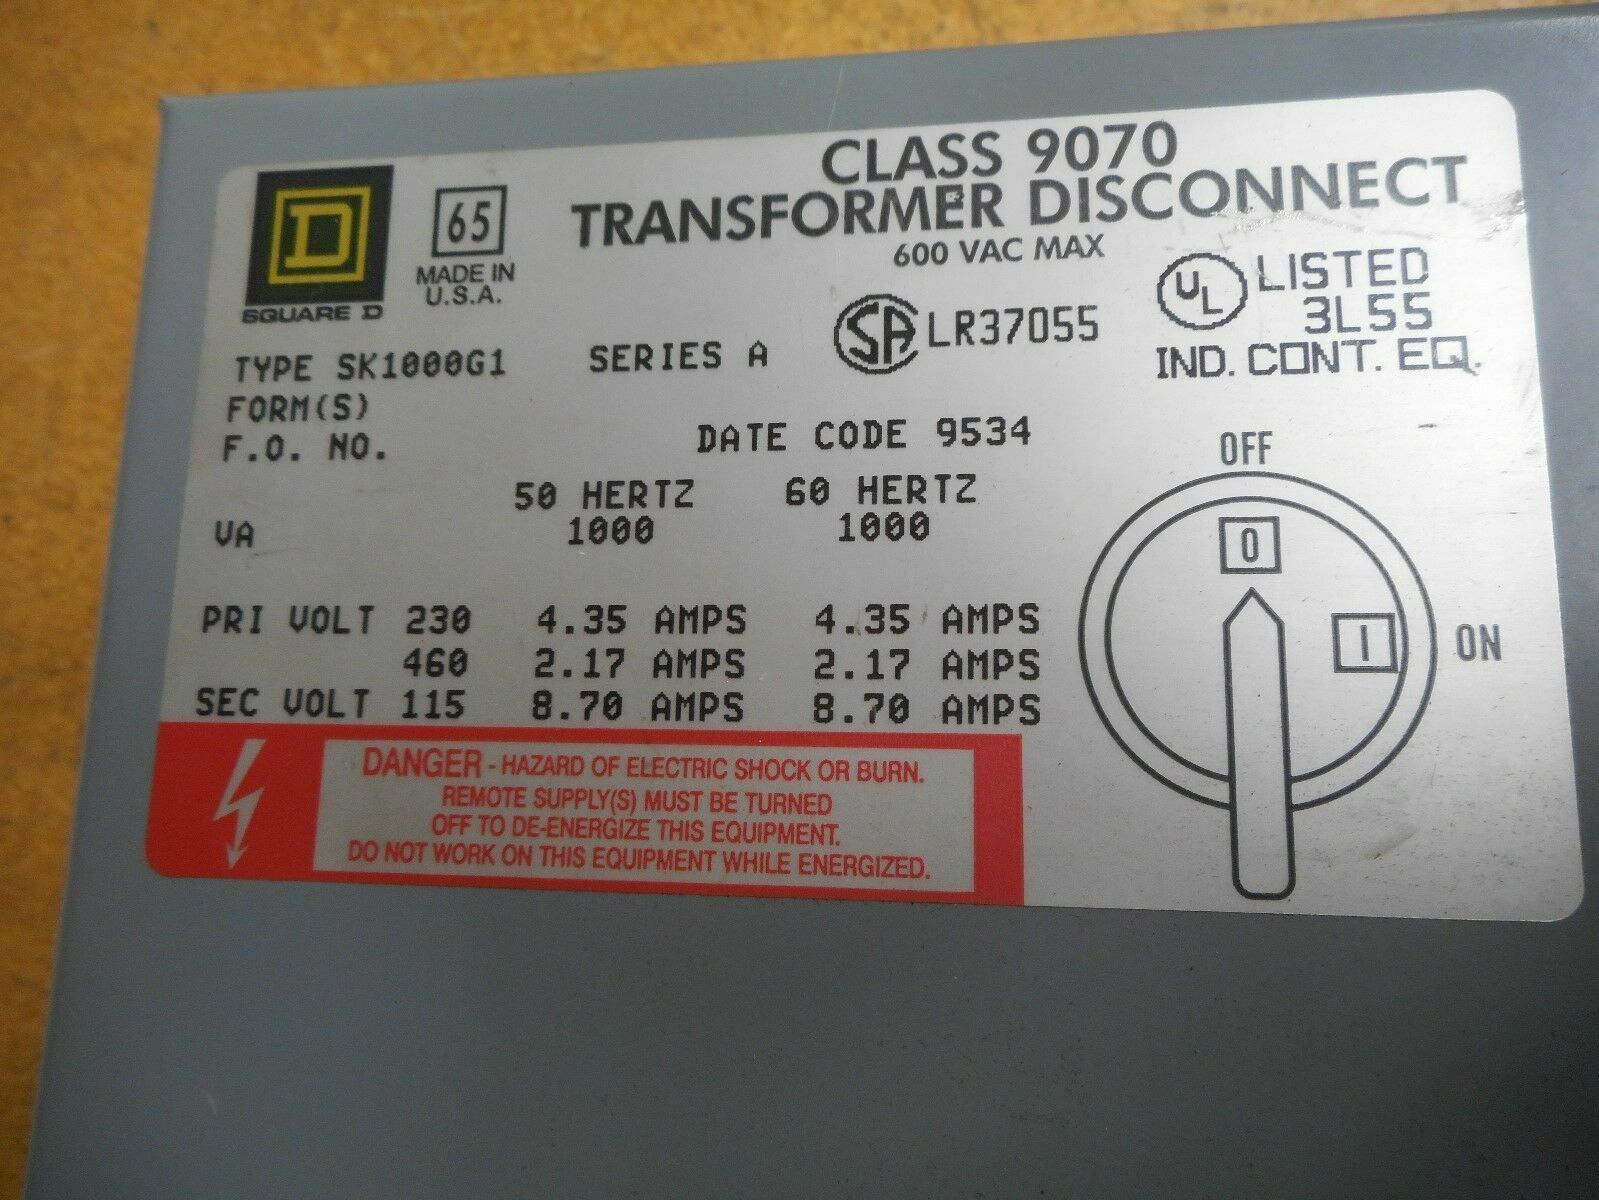 CLASS 9070
TRANSFORMER DISCONNECT
600 VAC MAX
D
SQUARE D
65
MADE IN
U.S.A.
SA LR37055
UL LISTED
3L55
IND. CONT. EQ.
TYPE SK1000G1 SERIES A
FORM(S)
F.O. NO. DATE CODE 9534
50 HERTZ 60 HERTZ
VA 1000 1000
PRI VOLT 230 4.35 AMPS 4.35 AMPS
460 2.17 AMPS 2.17 AMPS
SEC VOLT 115 8.70 AMPS 8.70 AMPS
OFF
O
I ON
DANGER - HAZARD OF ELECTRIC SHOCK OR BURN.
REMOTE SUPPLY(S) MUST BE TURNED
OFF TO DE-ENERGIZE THIS EQUIPMENT.
DO NOT WORK ON THIS EQUIPMENT WHILE ENERGIZED.